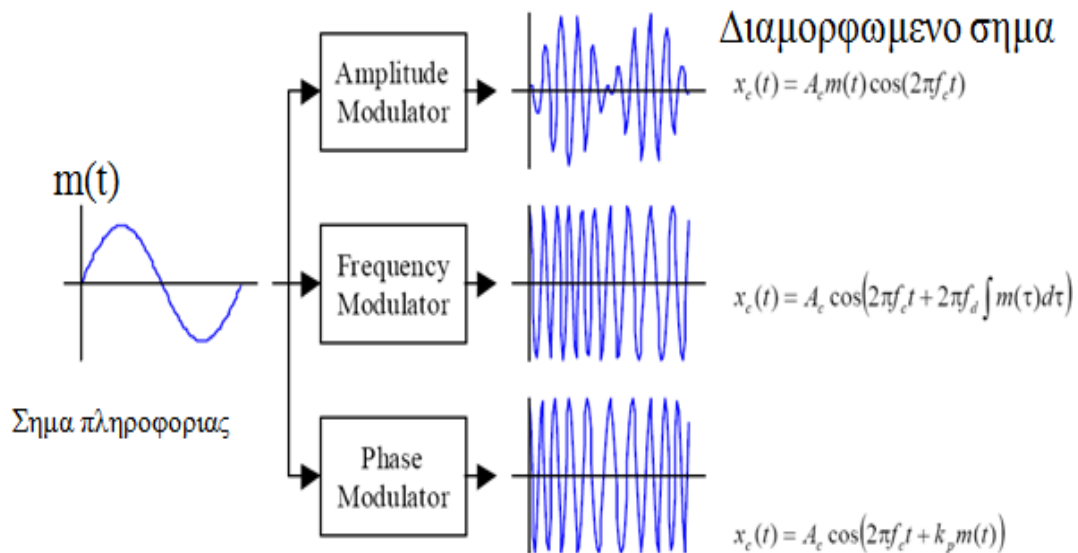 Διαμορφωμενο σημα
Amplitude
Modulator
x_c(t) = A_c m(t) cos(2πf_c t)
m(t)
Frequency
Modulator
x_c(t) = A_c cos(2πf_c t + 2πf_d ∫ m(τ)dτ)
Σημα πληροφοριας
Phase
Modulator
x_c(t) = A_c cos(2πf_c t + k_p m(t))